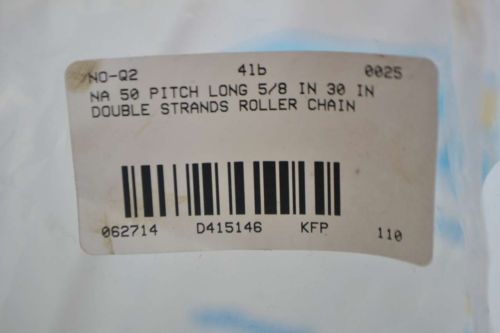 NO-Q2 41b 0025
NA 50 PITCH LONG 5/8 IN 30 IN
DOUBLE STRANDS ROLLER CHAIN
062714 D415146 KFP 110